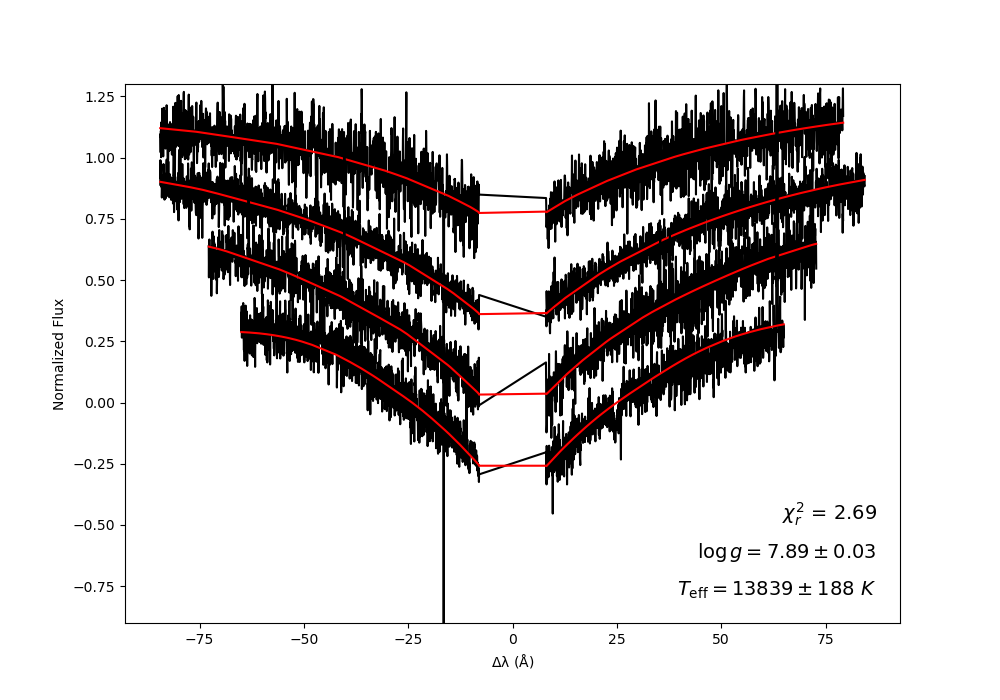 1.25
1.00
0.75
0.50
0.25
0.00
−0.25
−0.50
−0.75
Normalized Flux
χ²ᵣ = 2.69
log g = 7.89 ± 0.03
T_eff = 13839 ± 188 K
−75 −50 −25 0 25 50 75
Δλ (Å)